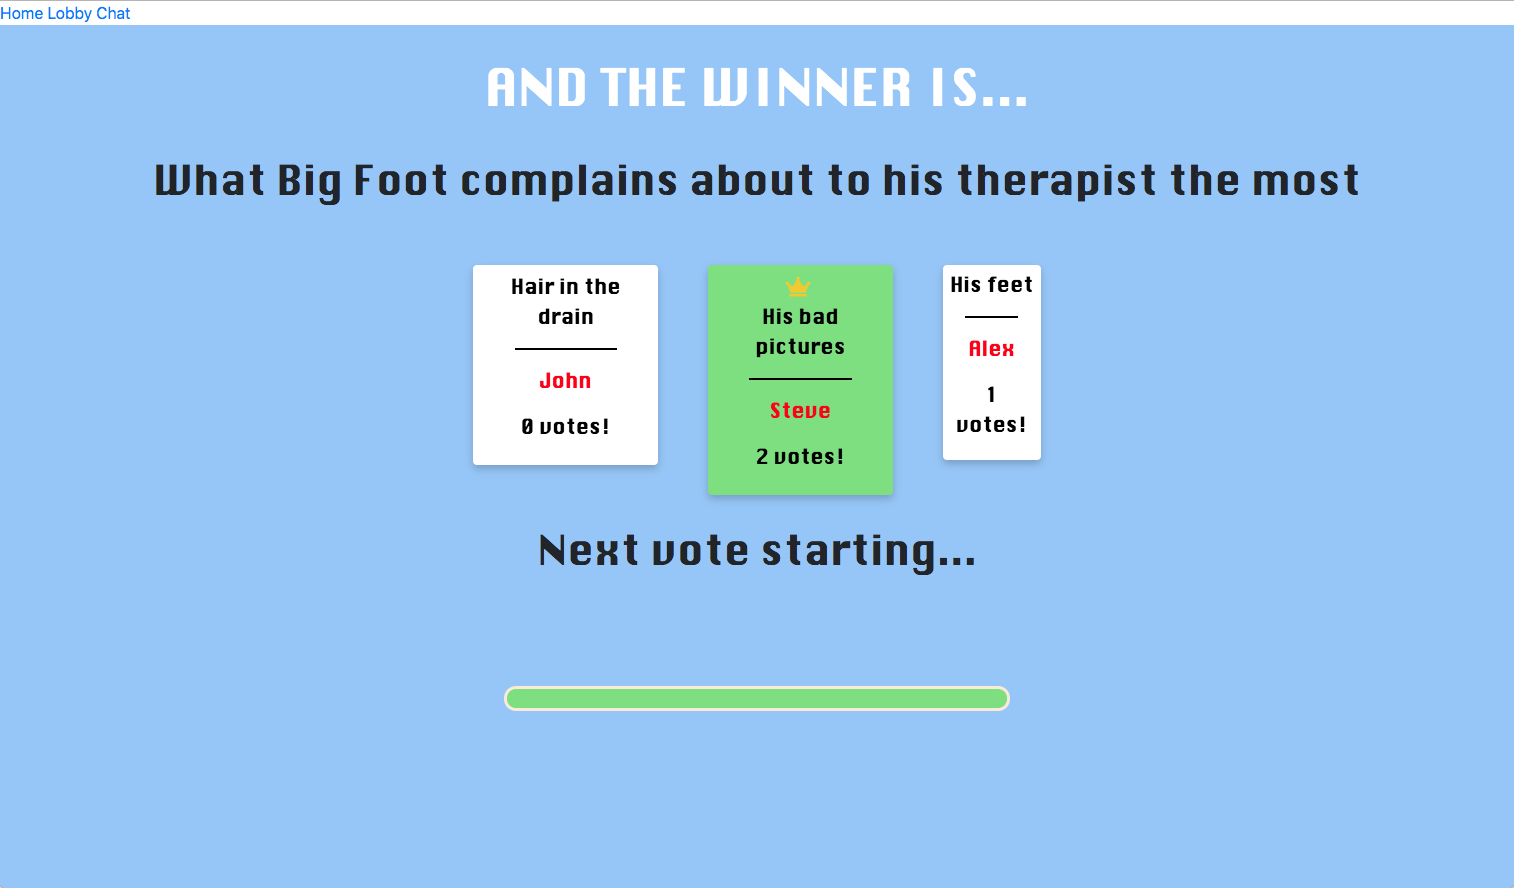 Home Lobby Chat
AND THE WINNER IS...
What Big Foot complains about to his therapist the most
Hair in the
drain
John
0 votes!
His bad
pictures
Steve
2 votes!
His feet
Alex
1
votes!
Next vote starting...